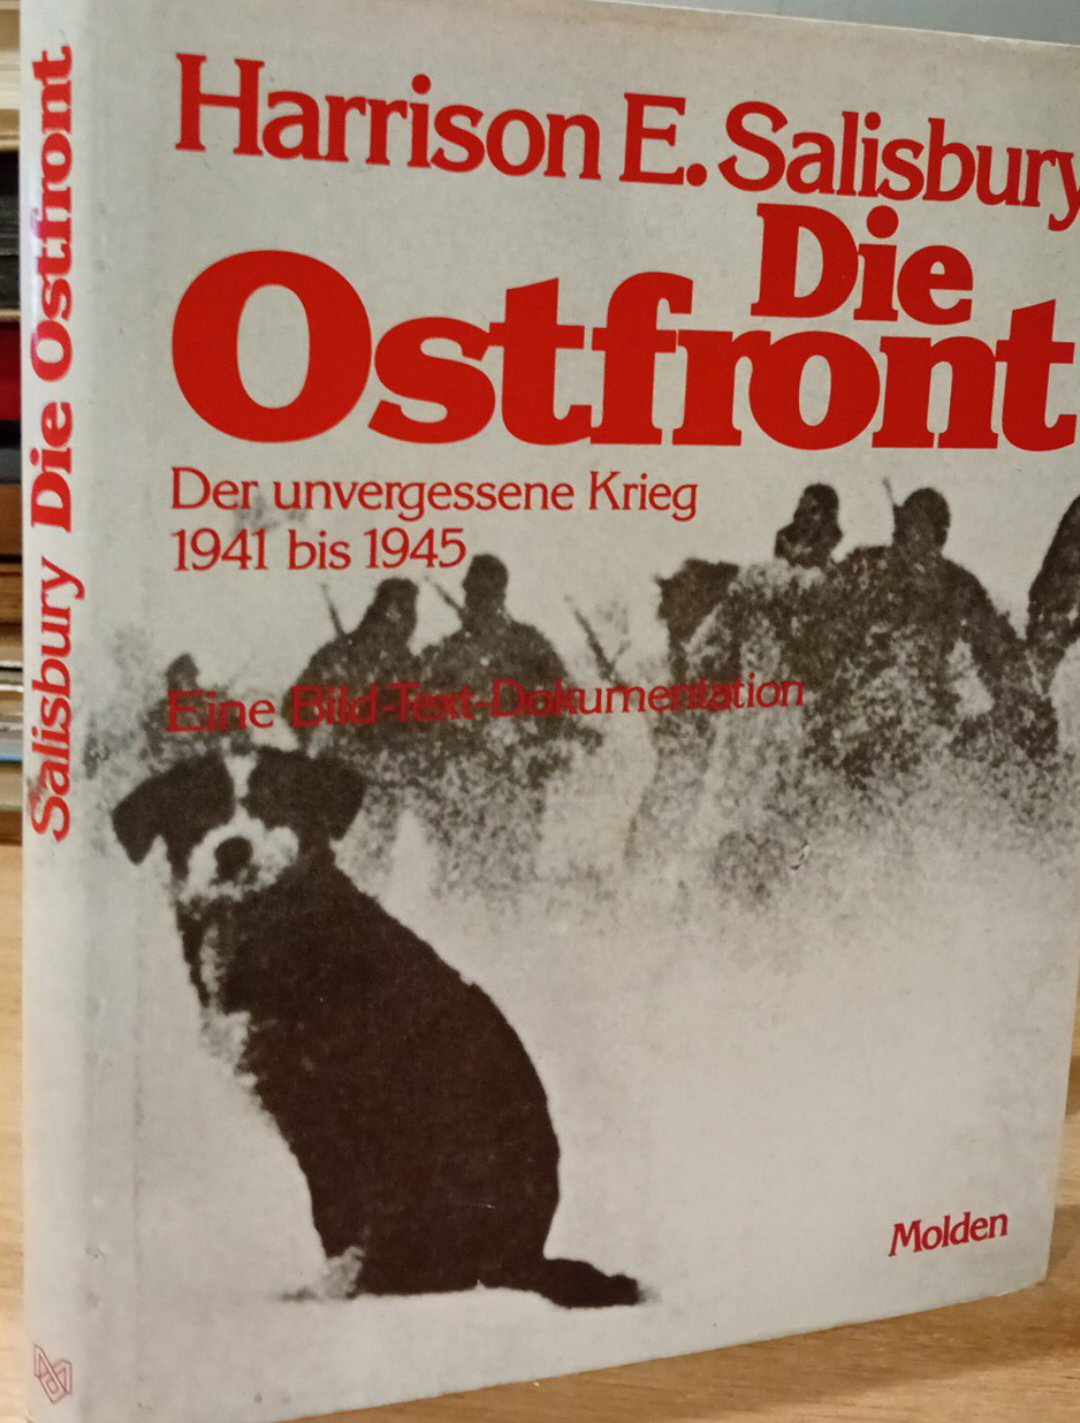 Harrison E. Salisbury
Die
Ostfront
Der unvergessene Krieg
1941 bis 1945
Eine Bild-Text-Dokumentation
Molden
Salisbury Die Ostfront